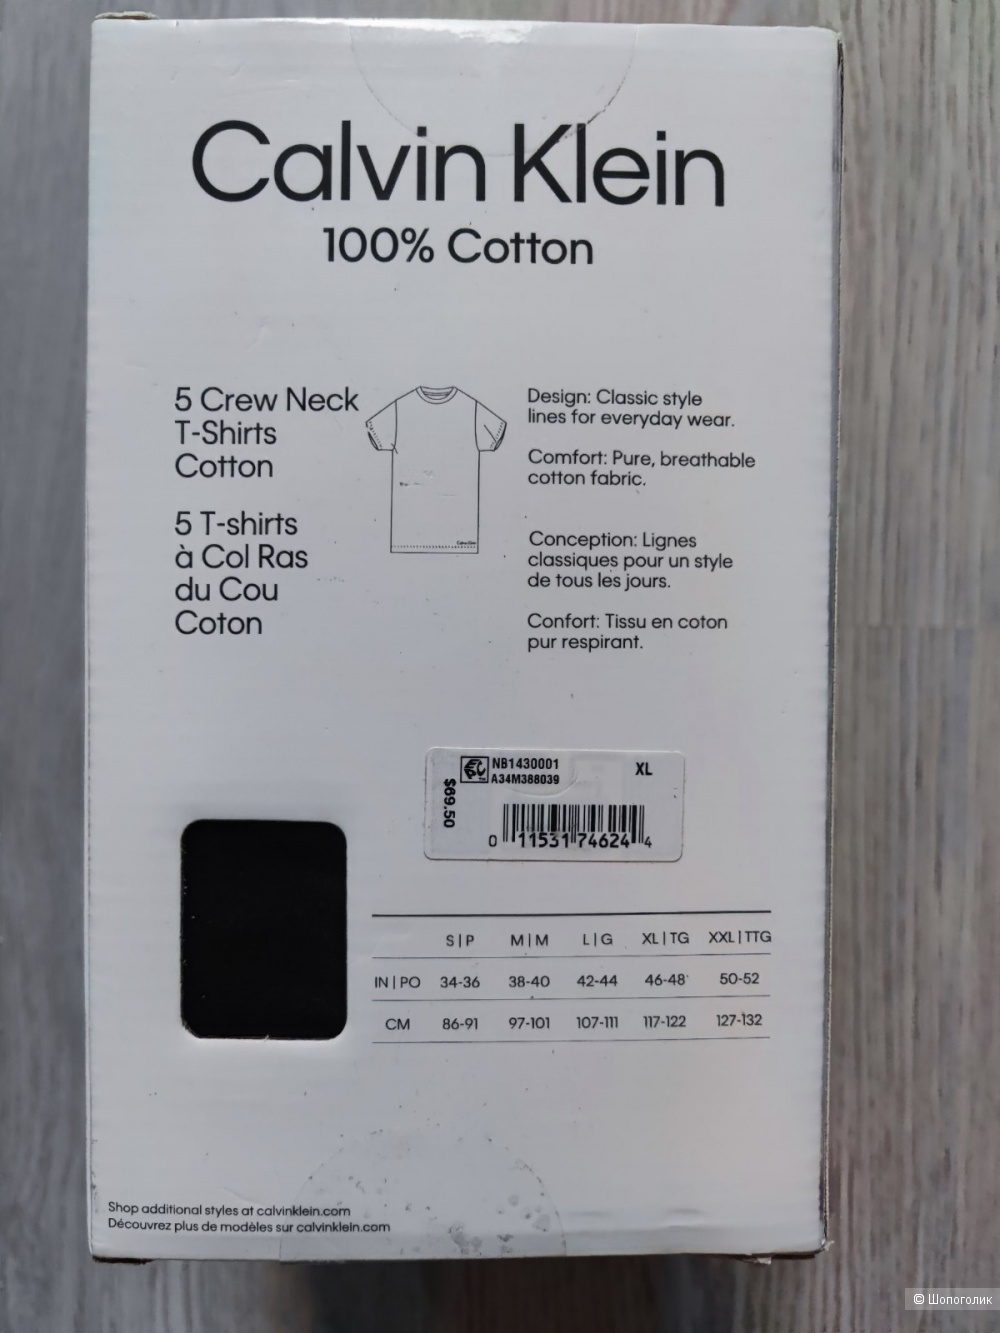 Calvin Klein
100% Cotton
5 Crew Neck
T-Shirts
Cotton
5 T-shirts
à Col Ras
du Cou
Coton
Design: Classic style
lines for everyday wear.
Comfort: Pure, breathable
cotton fabric.
Conception: Lignes
classiques pour un style
de tous les jours.
Confort: Tissu en coton
pur respirant.
Calvin Klein
NB1430001 XL
A34M388039
$69.50
0 11531 74624 4
S|P M|M L|G XL|TG XXL|TTG
IN|PO 34-36 38-40 42-44 46-48 50-52
CM 86-91 97-101 107-111 117-122 127-132
Shop additional styles at calvinklein.com
Découvrez plus de modèles sur calvinklein.com
© Шопоголик